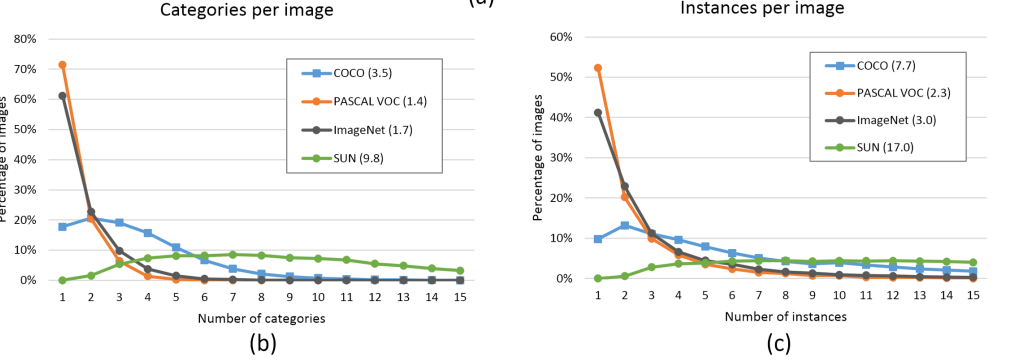 (a)
Categories per image
80%
70%
60%
50%
40%
30%
20%
10%
0%
Percentage of images
COCO (3.5)
PASCAL VOC (1.4)
ImageNet (1.7)
SUN (9.8)
1 2 3 4 5 6 7 8 9 10 11 12 13 14 15
Number of categories
(b)
Instances per image
60%
50%
40%
30%
20%
10%
0%
Percentage of images
COCO (7.7)
PASCAL VOC (2.3)
ImageNet (3.0)
SUN (17.0)
1 2 3 4 5 6 7 8 9 10 11 12 13 14 15
Number of instances
(c)